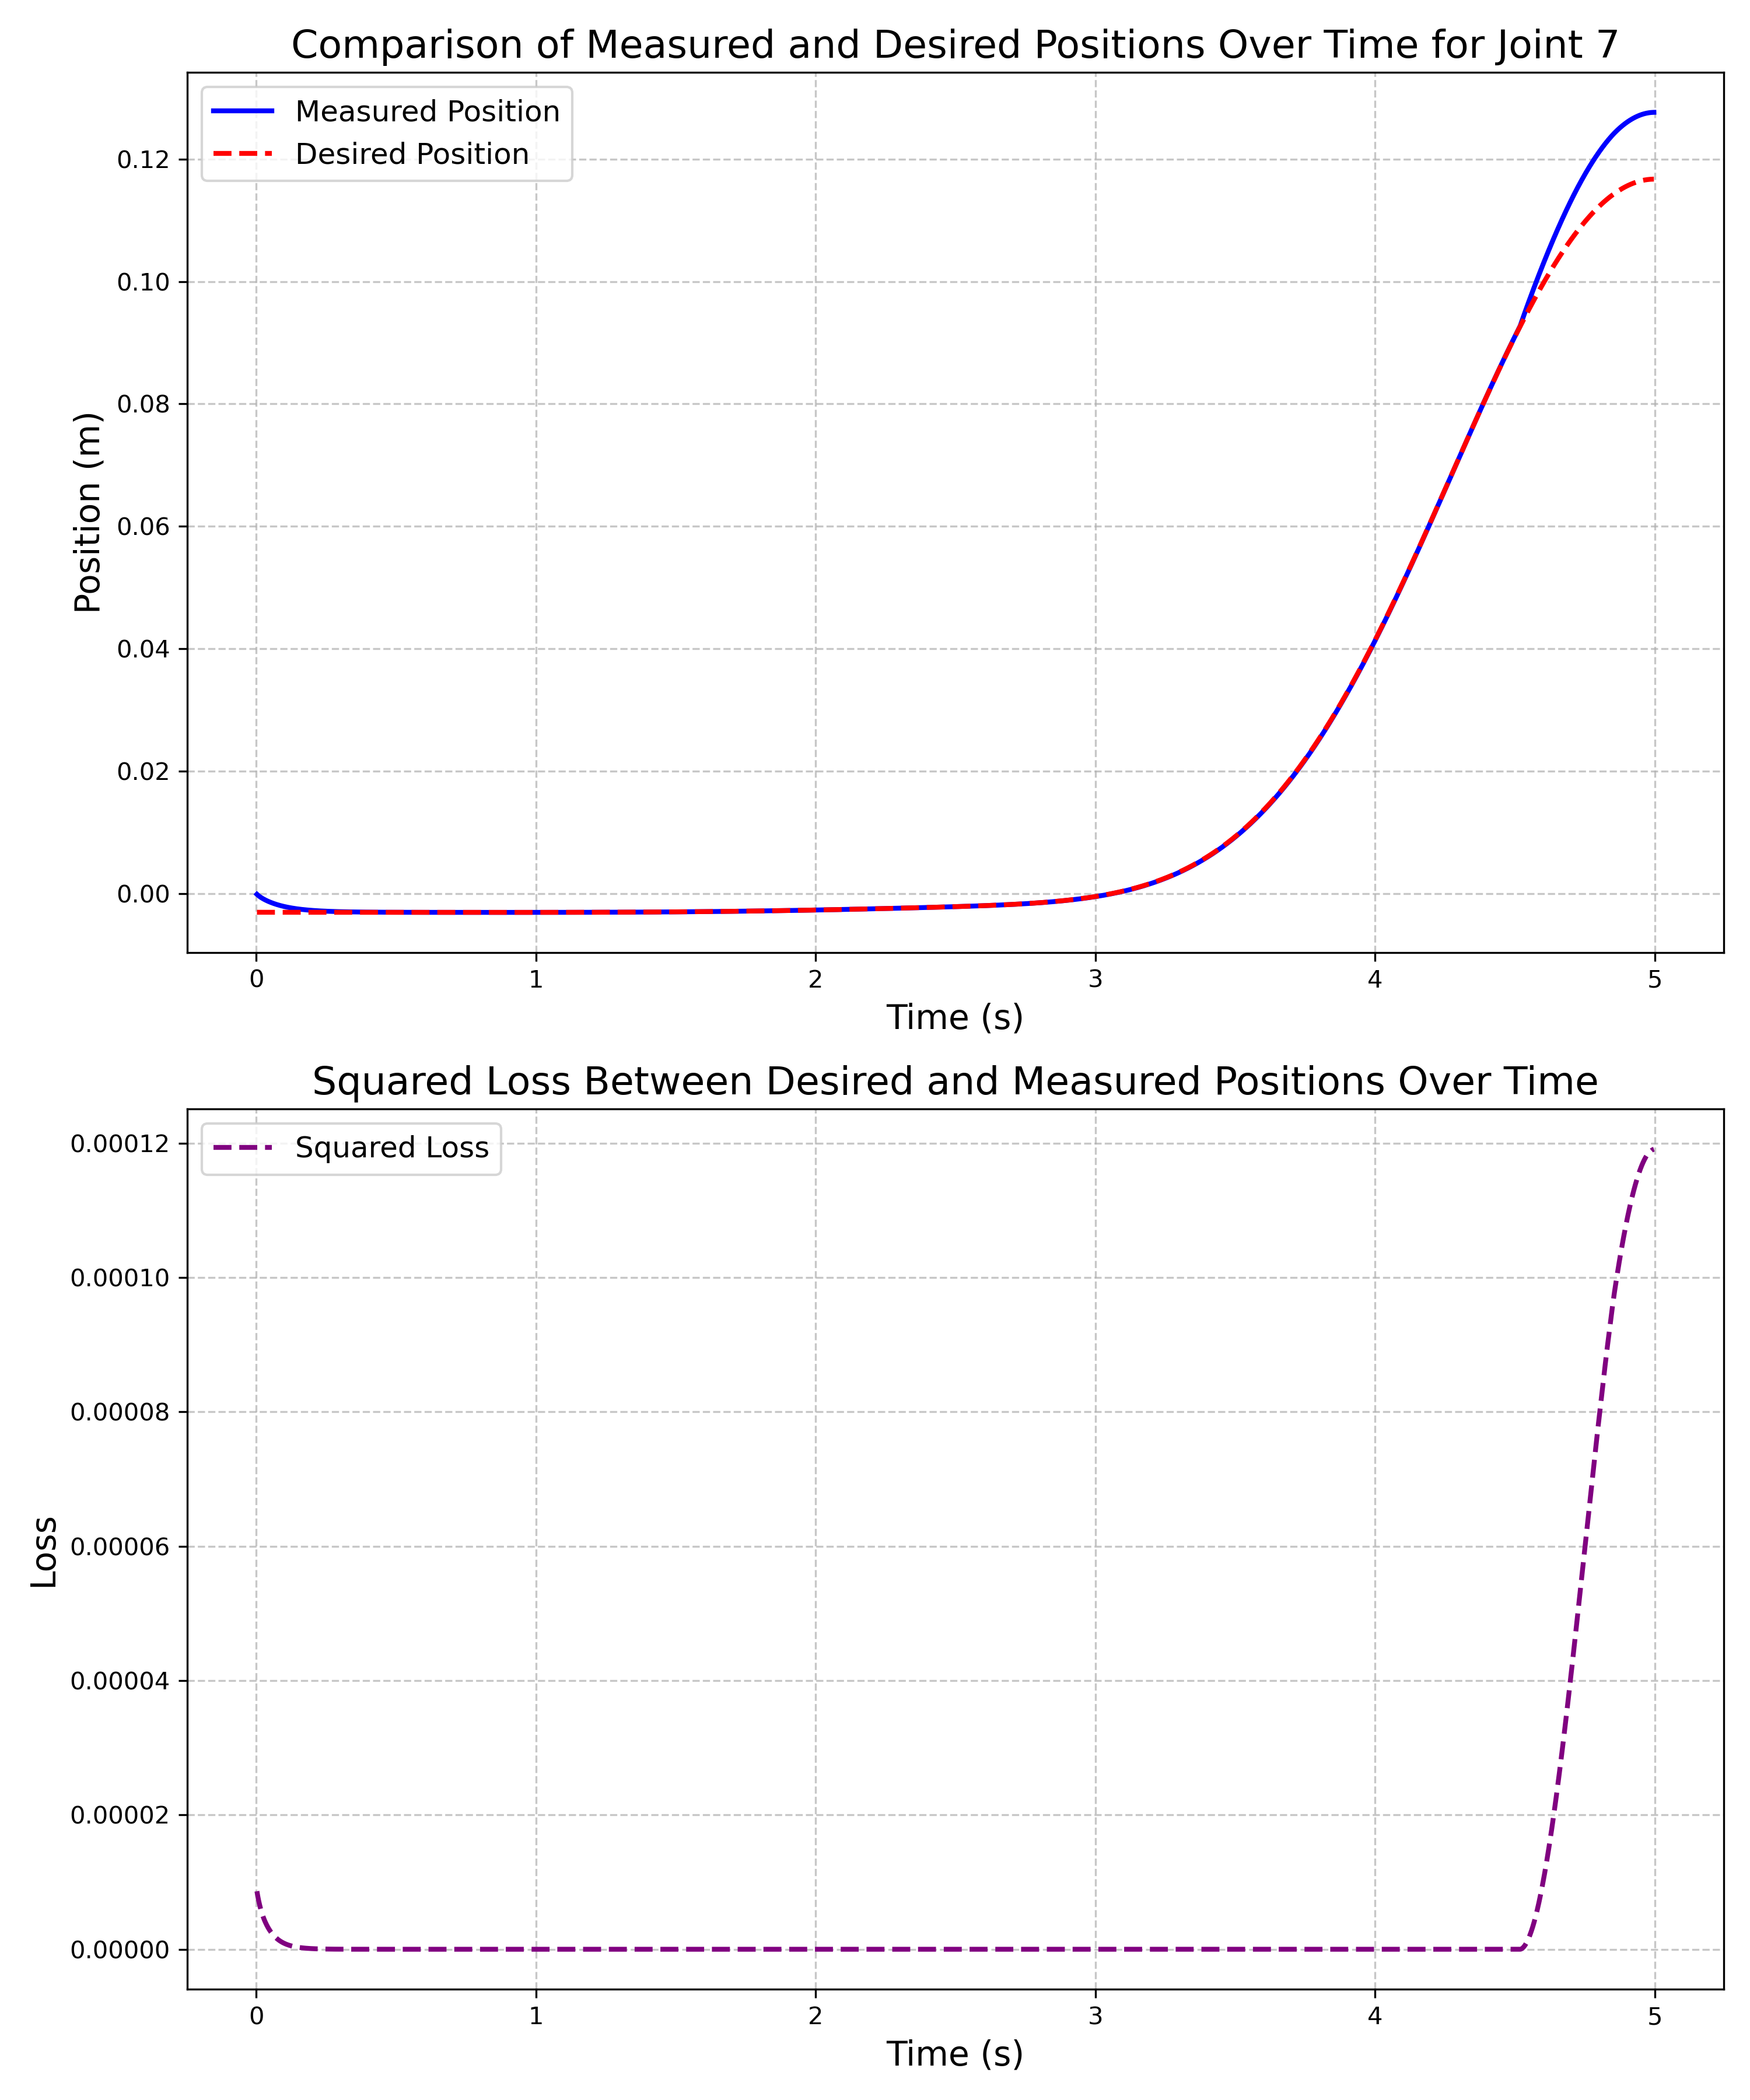 Comparison of Measured and Desired Positions Over Time for Joint 7
Measured Position
Desired Position
0.12
0.10
0.08
0.06
0.04
0.02
0.00
Position (m)
0 1 2 3 4 5
Time (s)
Squared Loss Between Desired and Measured Positions Over Time
Squared Loss
0.00012
0.00010
0.00008
0.00006
0.00004
0.00002
0.00000
Loss
0 1 2 3 4 5
Time (s)